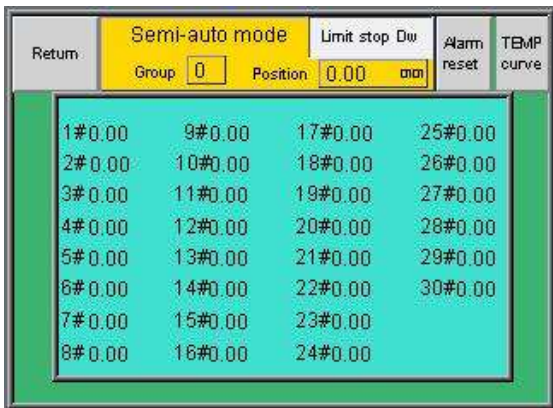 Return
Semi-auto mode
Limit stop Dw
Alarm reset
TEMP curve
Group 0 Position 0.00 mm
1#0.00 9#0.00 17#0.00 25#0.00
2#0.00 10#0.00 18#0.00 26#0.00
3#0.00 11#0.00 19#0.00 27#0.00
4#0.00 12#0.00 20#0.00 28#0.00
5#0.00 13#0.00 21#0.00 29#0.00
6#0.00 14#0.00 22#0.00 30#0.00
7#0.00 15#0.00 23#0.00
8#0.00 16#0.00 24#0.00